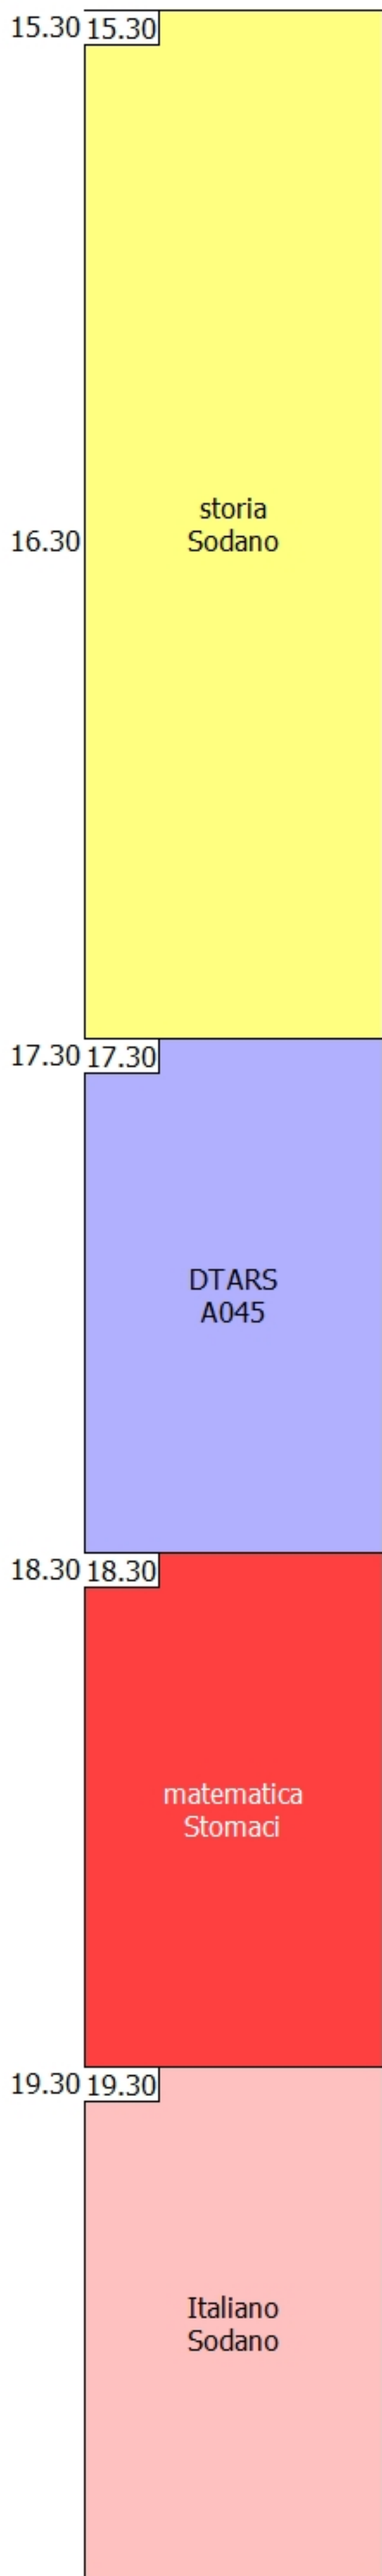 15.30 15.30
storia
16.30 Sodano
17.30 17.30
DTARS
A045
18.30 18.30
matematica
Stomaci
19.30 19.30
Italiano
Sodano